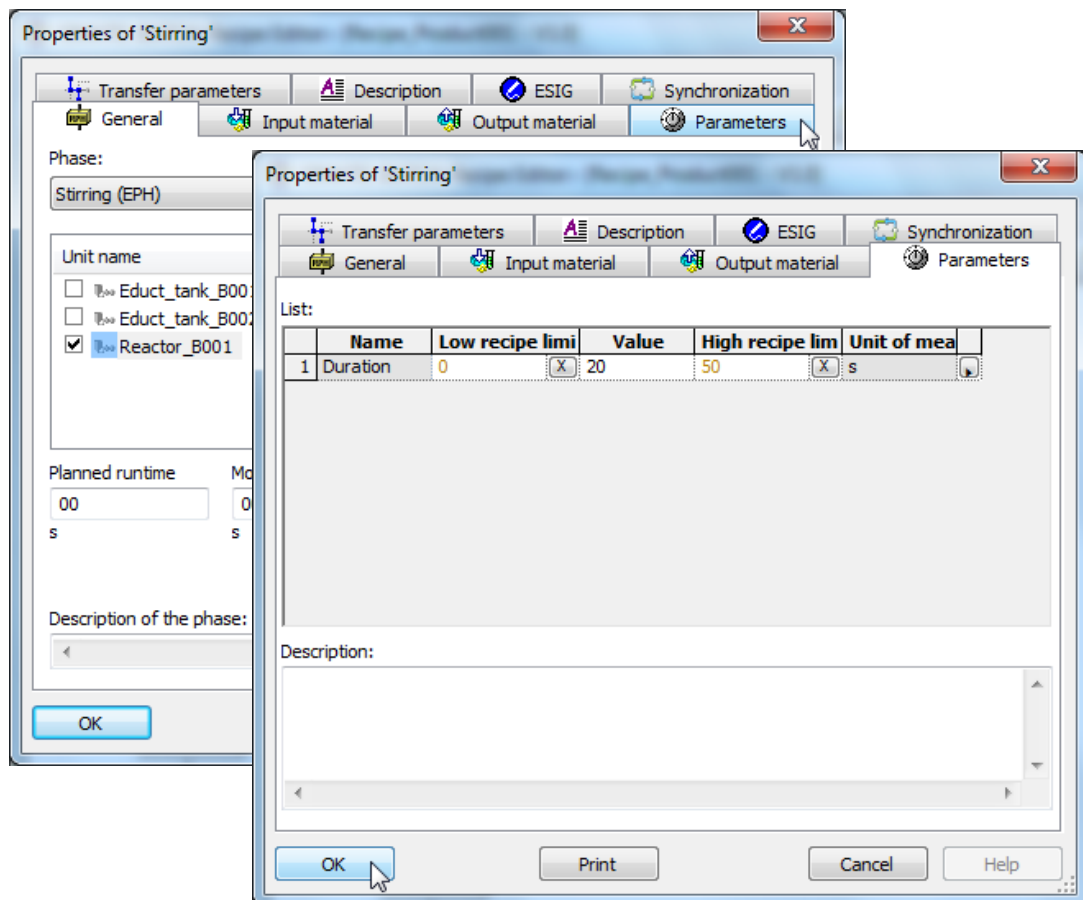 Properties of 'Stirring'
Transfer parameters Description ESIG Synchronization
General Input material Output material Parameters
Phase:
Stirring (EPH)
Unit name
Educt_tank_B001
Educt_tank_B002
Reactor_B001
Planned runtime Mo
00 0
s s
Description of the phase:
OK
Properties of 'Stirring'
Transfer parameters Description ESIG Synchronization
General Input material Output material Parameters
List:
Name Low recipe limi Value High recipe lim Unit of mea
1 Duration 0 X 20 50 X s
Description:
OK Print Cancel Help